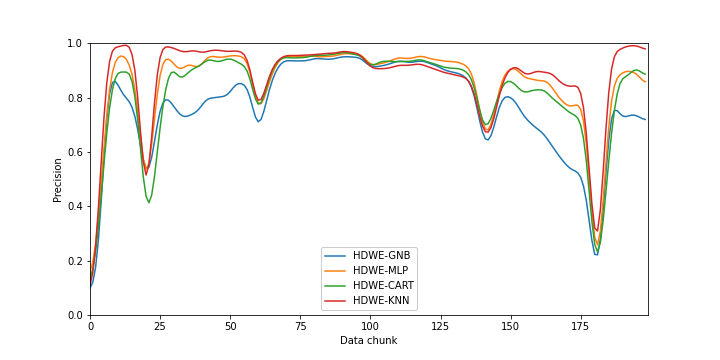 1.0
0.8
0.6
0.4
0.2
0.0
Precision
HDWE-GNB
HDWE-MLP
HDWE-CART
HDWE-KNN
0 25 50 75 100 125 150 175
Data chunk